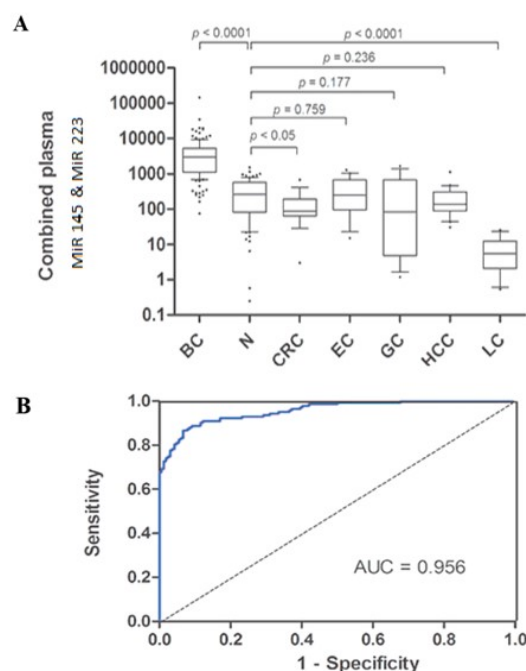 A
p < 0.0001
p < 0.0001
p = 0.236
p = 0.177
p = 0.759
p < 0.05
Combined plasma
MiR 145 & MiR 223
1000000
100000
10000
1000
100
10
1
0.1
BC
N
CRC
EC
GC
HCC
LC
B
Sensitivity
1.0
0.8
0.6
0.4
0.2
0.0
AUC = 0.956
0.0
0.2
0.4
0.6
0.8
1.0
1 - Specificity